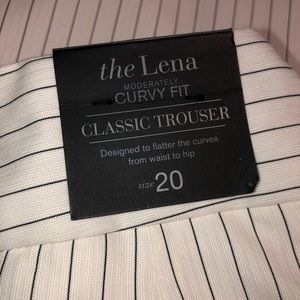 the Lena
MODERATELY
CURVY FIT
CLASSIC TROUSER
Designed to flatter the curves
from waist to hip
size 20